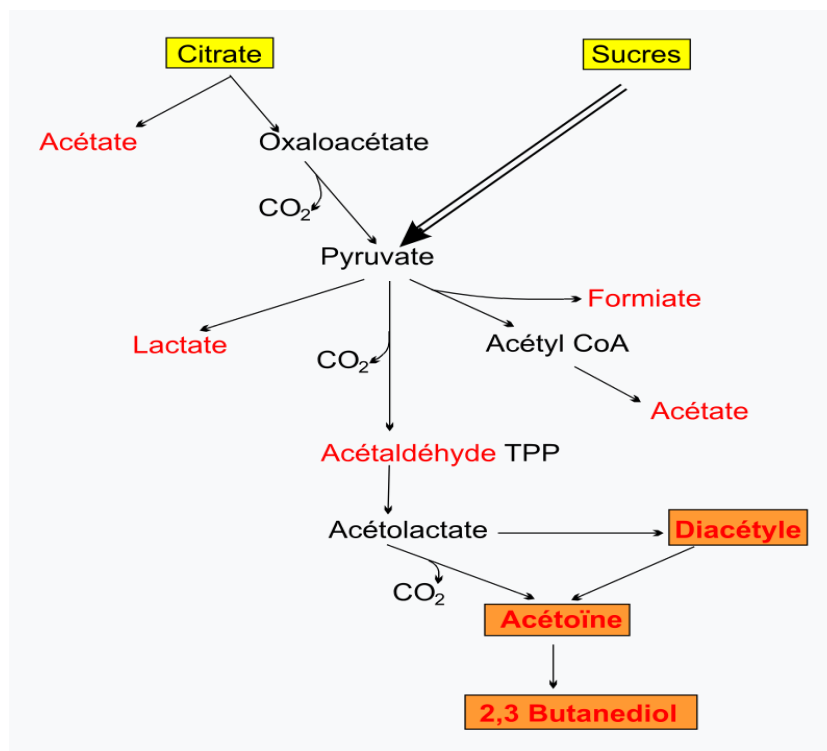 Citrate
Sucres
Acétate
Oxaloacétate
CO₂
Pyruvate
Formiate
Lactate
CO₂
Acétyl CoA
Acétate
Acétaldéhyde TPP
Acétolactate
Diacétyle
CO₂
Acétoïne
2,3 Butanediol